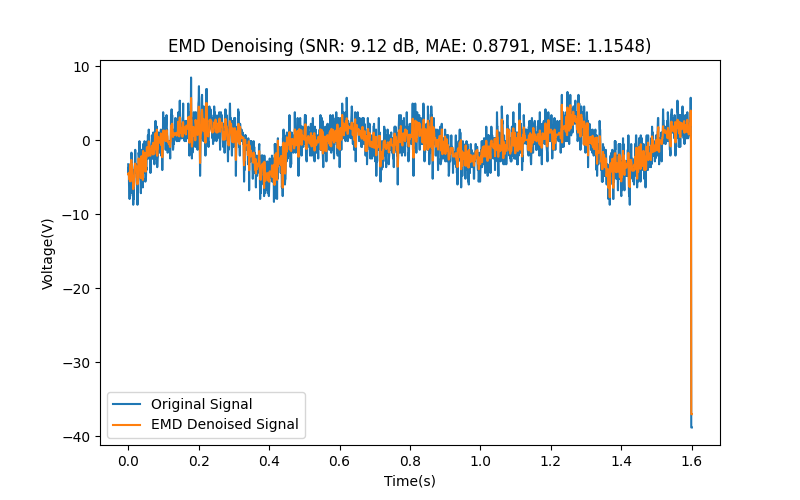 EMD Denoising (SNR: 9.12 dB, MAE: 0.8791, MSE: 1.1548)
10
0
−10
−20
−30
−40
Voltage(V)
Original Signal
EMD Denoised Signal
0.0 0.2 0.4 0.6 0.8 1.0 1.2 1.4 1.6
Time(s)